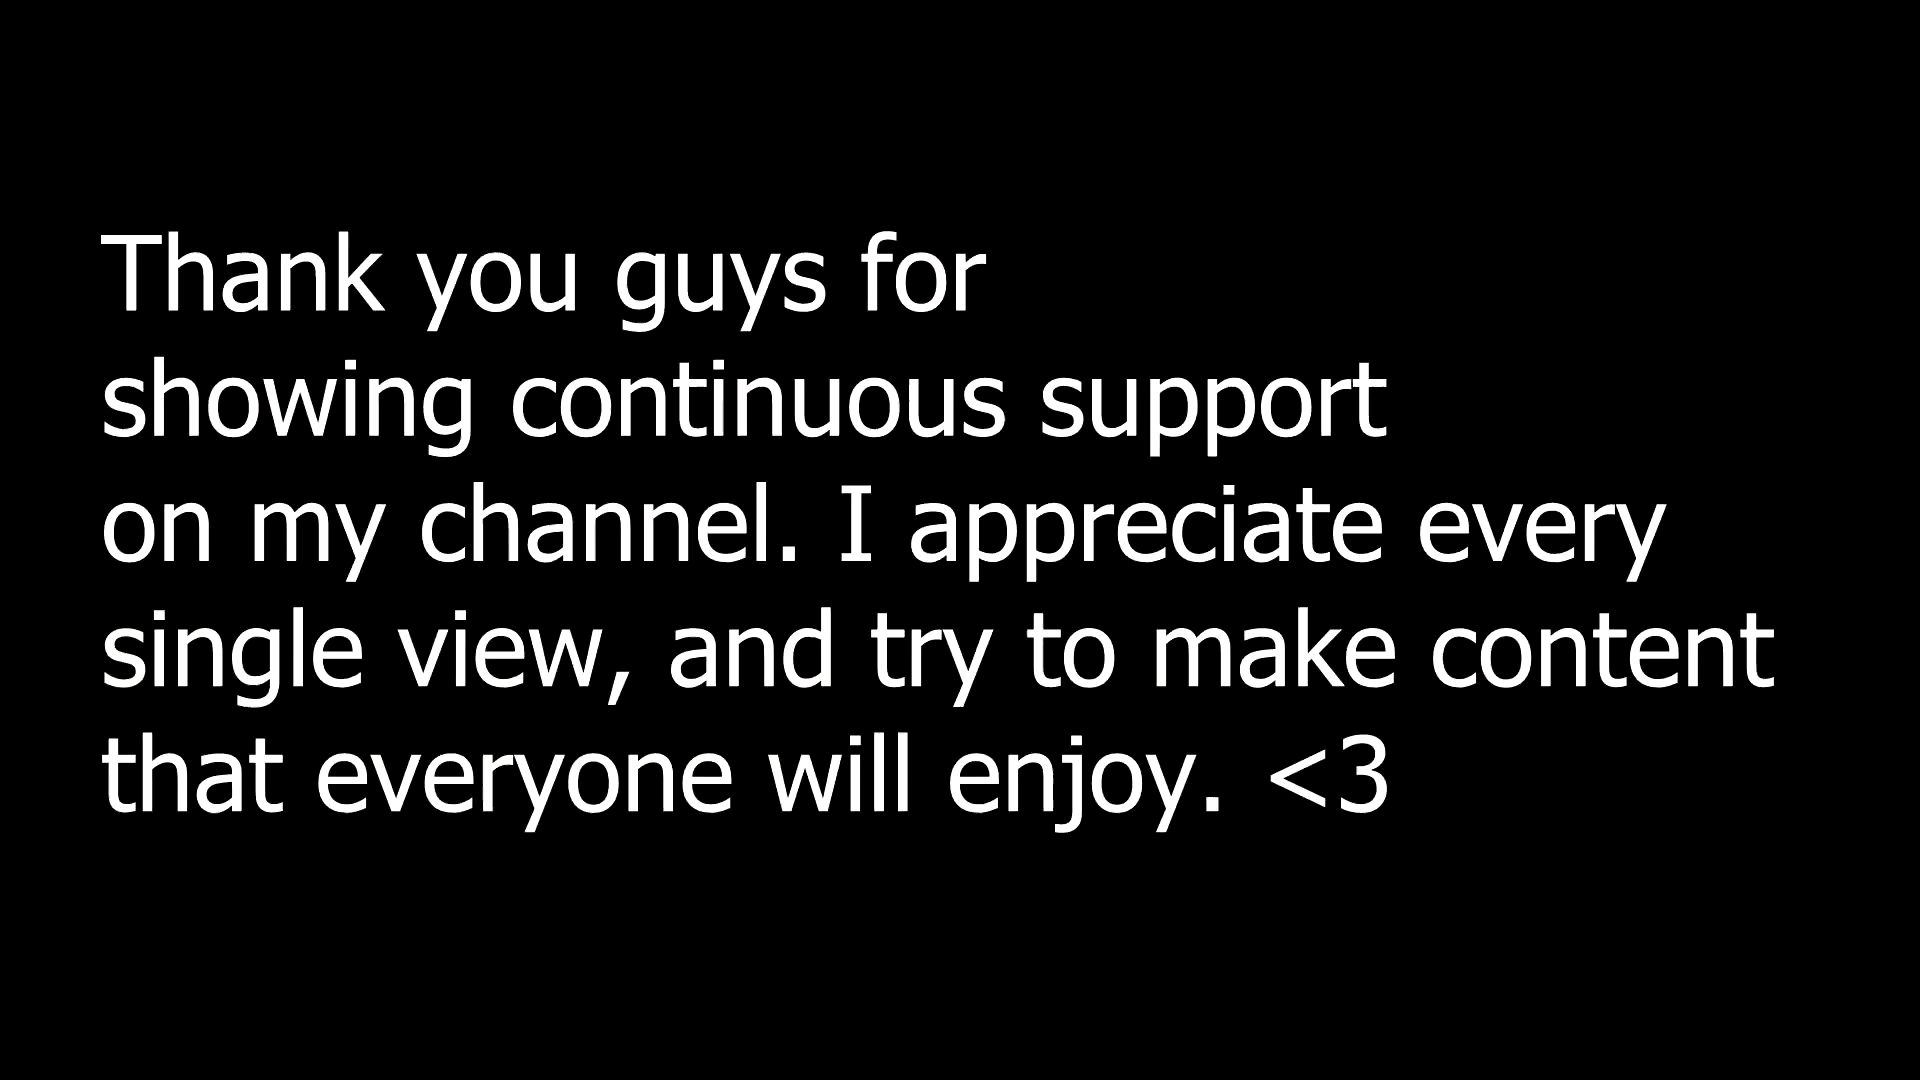 Thank you guys for
showing continuous support
on my channel. I appreciate every
single view, and try to make content
that everyone will enjoy. <3